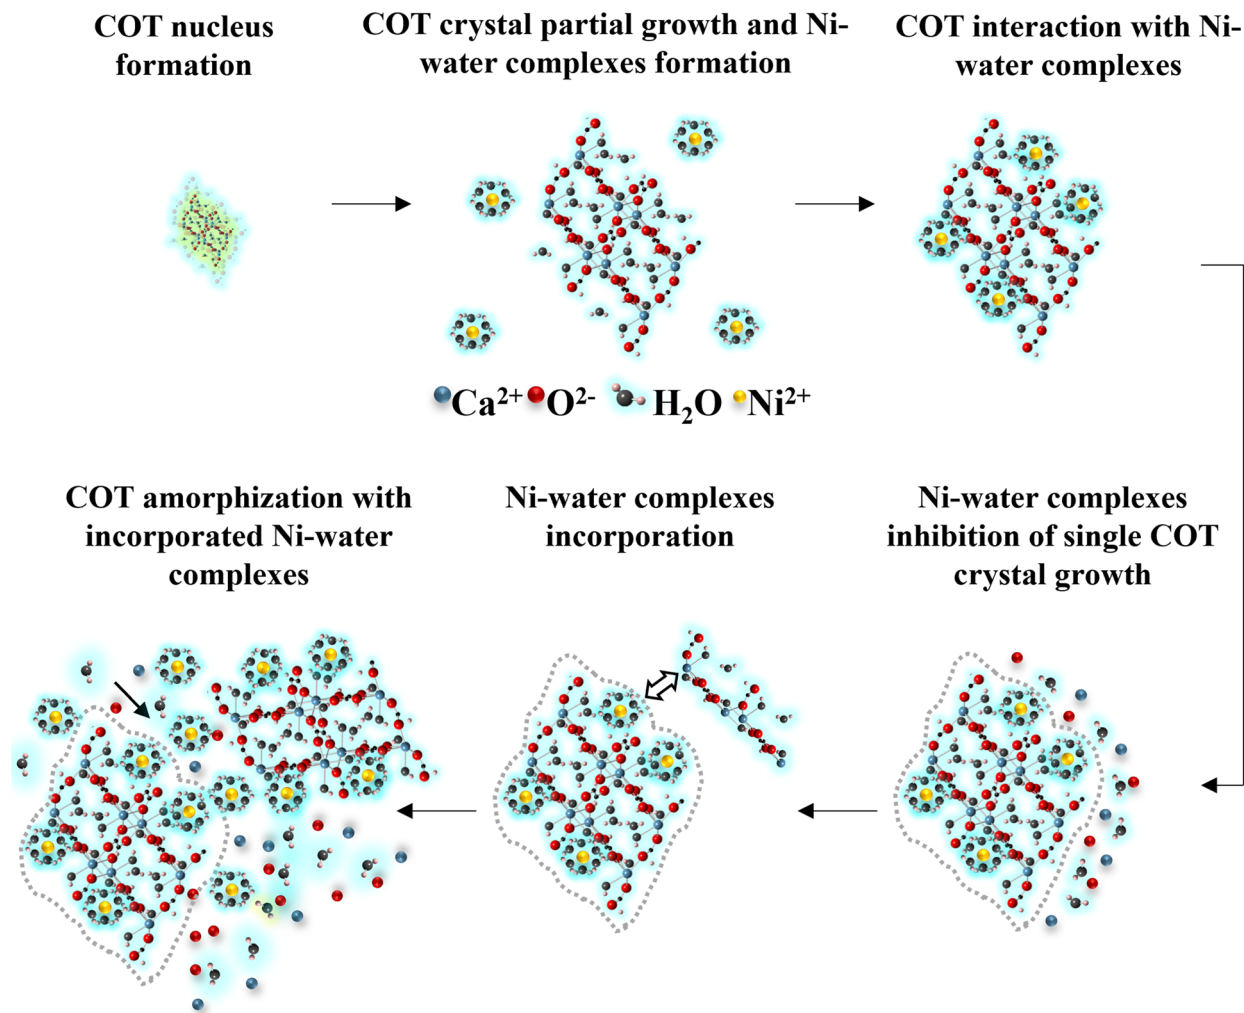 COT nucleus
formation
COT crystal partial growth and Ni-
water complexes formation
COT interaction with Ni-
water complexes
Ca²⁺ O²⁻ H₂O Ni²⁺
COT amorphization with
incorporated Ni-water
complexes
Ni-water complexes
incorporation
Ni-water complexes
inhibition of single COT
crystal growth